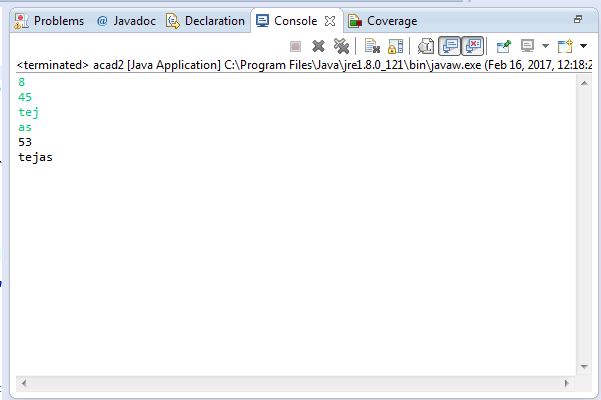 Problems @ Javadoc Declaration Console Coverage
<terminated> acad2 [Java Application] C:\Program Files\Java\jre1.8.0_121\bin\javaw.exe (Feb 16, 2017, 12:18:2
8
45
tej
as
53
tejas